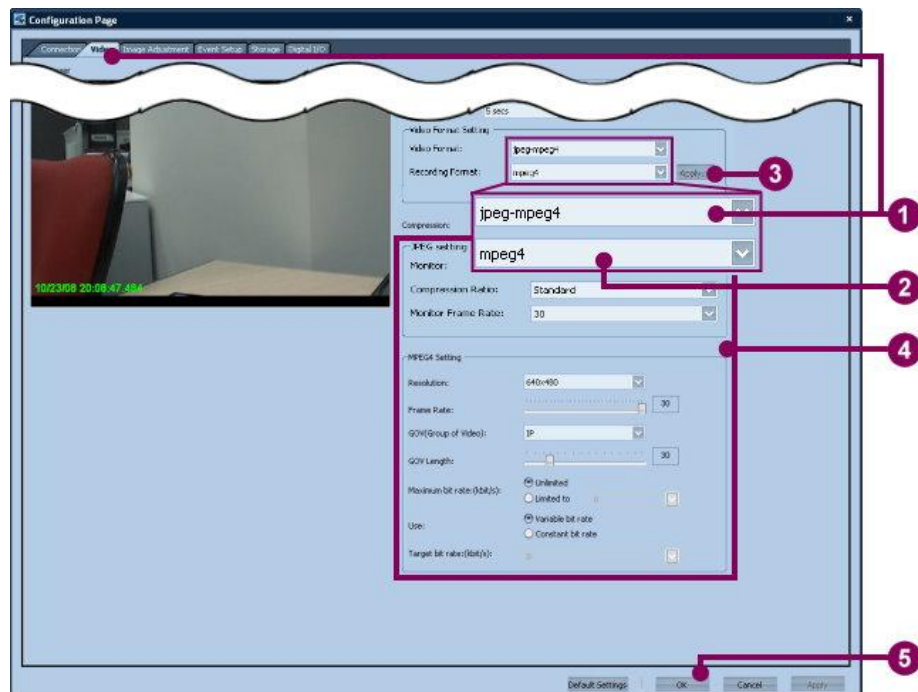 Configuration Page
Connection Video Image Adjustment Event Setup Storage Digital I/O
5 secs
Video Format Setting
Video Format: jpeg-mpeg4
Recording Format: mpeg4 Apply
3
jpeg-mpeg4
1
Compression:
mpeg4
2
JPEG setting
Monitor:
10/23/08 20:08:47.484
Compression Ratio: Standard
Monitor Frame Rate: 30
4
MPEG4 Setting
Resolution: 640x480
Frame Rate: 30
GOV(Group of Video): IP
GOV Length: 30
Maximum bit rate:(kbit/s): Unlimited
Limited to
Use: Variable bit rate
Constant bit rate
Target bit rate:(kbit/s):
5
Default Settings OK Cancel Apply